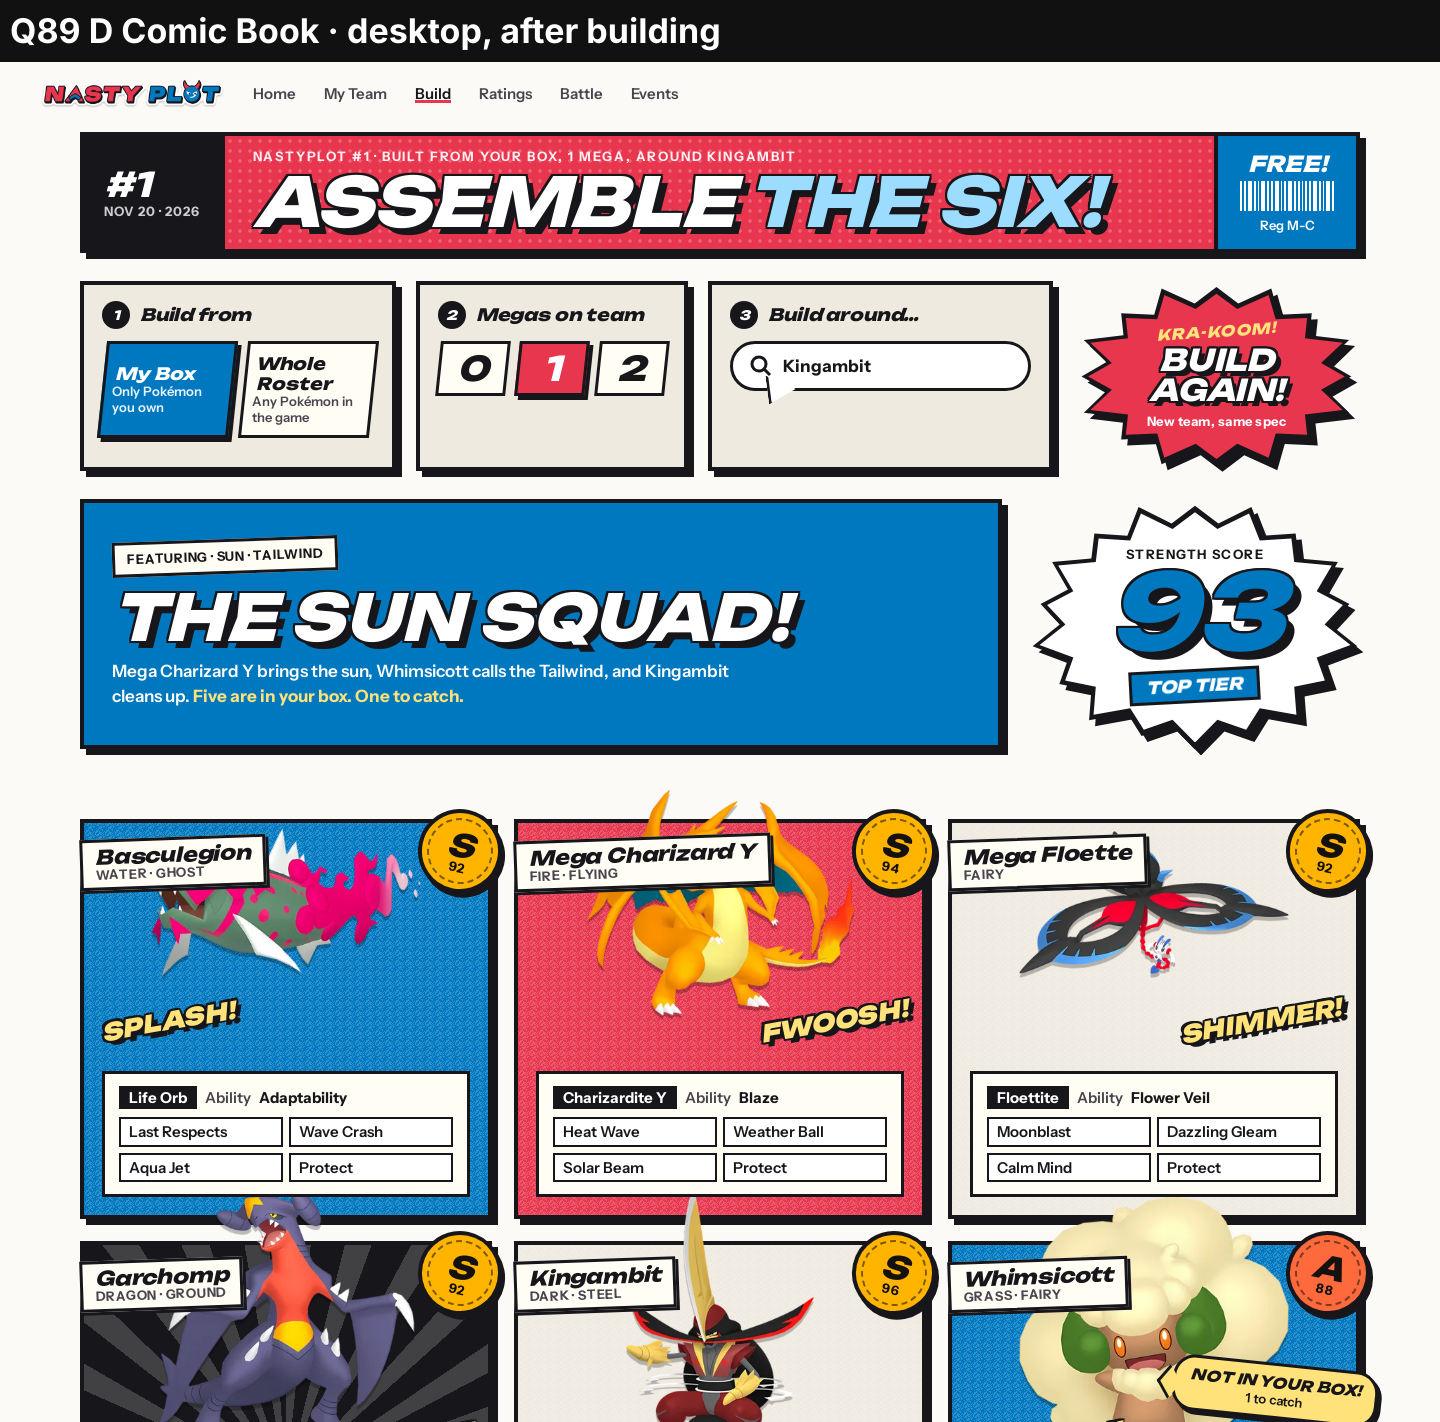 Q89 D Comic Book · desktop, after building
NASTY PLOT
Home
My Team
Build
Ratings
Battle
Events
#1
NOV 20 · 2026
NASTYPLOT #1 · BUILT FROM YOUR BOX, 1 MEGA, AROUND KINGAMBIT
ASSEMBLE THE SIX!
FREE!
Reg M-C
1 Build from
My Box
Only Pokémon
you own
Whole
Roster
Any Pokémon in
the game
2 Megas on team
0 1 2
3 Build around...
Kingambit
KRA-KOOM!
BUILD
AGAIN!
New team, same spec
FEATURING · SUN · TAILWIND
THE SUN SQUAD!
Mega Charizard Y brings the sun, Whimsicott calls the Tailwind, and Kingambit
cleans up. Five are in your box. One to catch.
STRENGTH SCORE
93
TOP TIER
Basculegion
WATER · GHOST
S
92
SPLASH!
Life Orb Ability Adaptability
Last Respects
Wave Crash
Aqua Jet
Protect
Mega Charizard Y
FIRE · FLYING
S
94
FWOOSH!
Charizardite Y Ability Blaze
Heat Wave
Weather Ball
Solar Beam
Protect
Mega Floette
FAIRY
S
92
SHIMMER!
Floettite Ability Flower Veil
Moonblast
Dazzling Gleam
Calm Mind
Protect
Garchomp
DRAGON · GROUND
S
92
Kingambit
DARK · STEEL
S
96
Whimsicott
GRASS · FAIRY
A
88
NOT IN YOUR BOX!
1 to catch